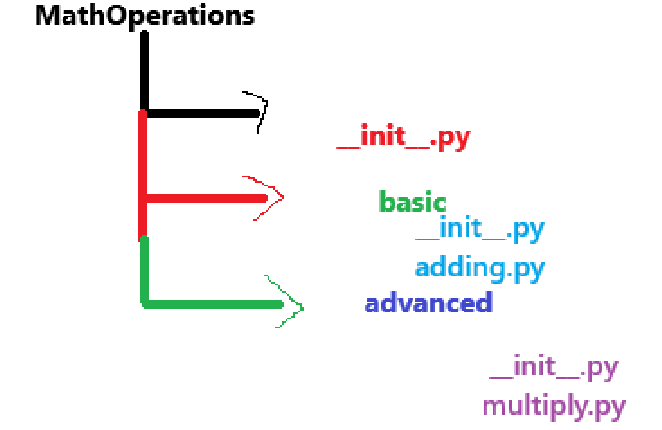 MathOperations
__init__.py
basic
__init__.py
adding.py
advanced
__init__.py
multiply.py